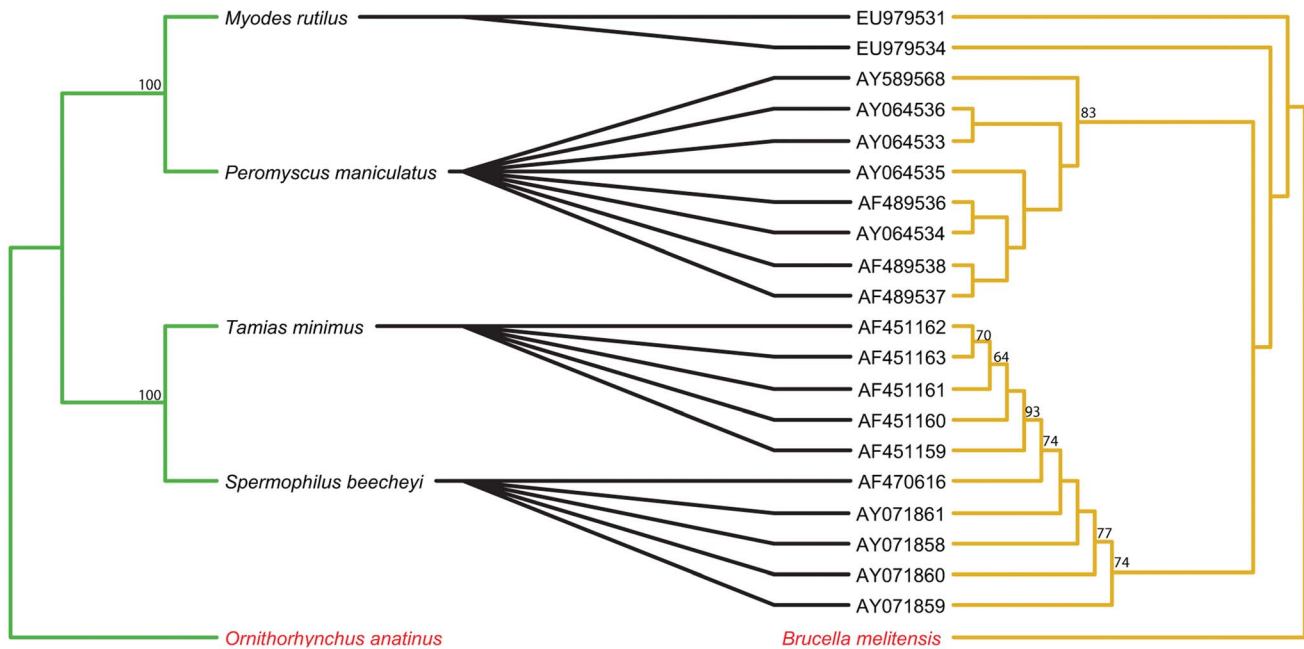 Myodes rutilus
EU979531
EU979534
100
AY589568
AY064536
83
AY064533
Peromyscus maniculatus
AY064535
AF489536
AY064534
AF489538
AF489537
Tamias minimus
AF451162
70
AF451163
64
AF451161
100
AF451160
93
AF451159
74
Spermophilus beecheyi
AF470616
AY071861
AY071858
77
AY071860
74
AY071859
Ornithorhynchus anatinus
Brucella melitensis